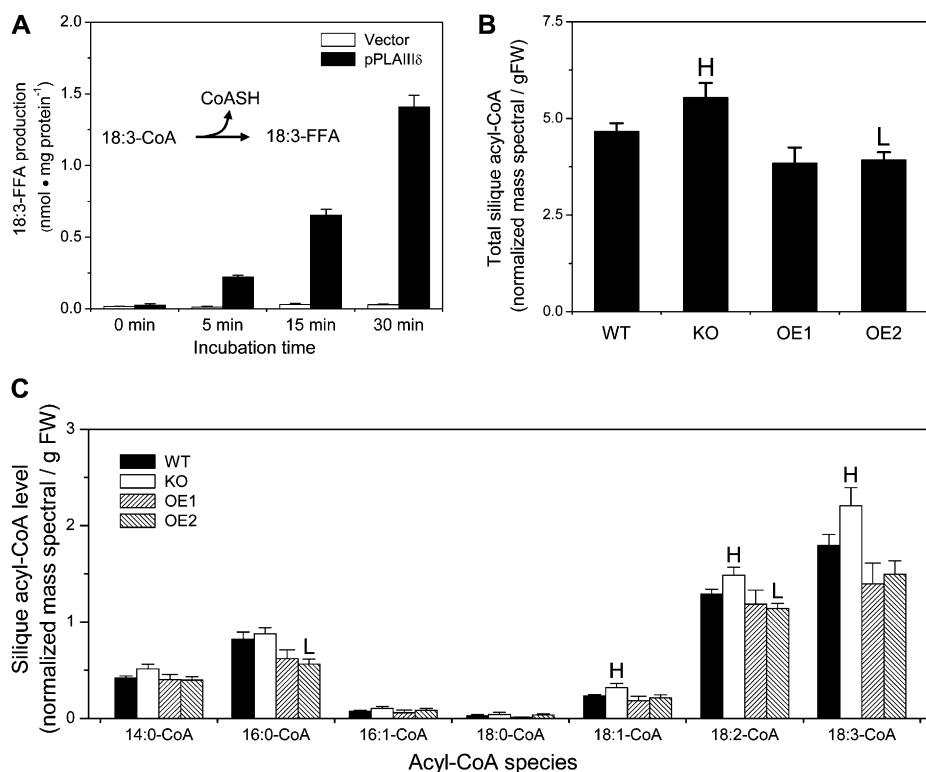 A
18:3-FFA production
(nmol • mg protein-1)
2.0
1.5
1.0
0.5
0.0
Vector
pPLAIIIδ
CoASH
18:3-CoA
18:3-FFA
0 min
5 min
15 min
30 min
Incubation time
B
Total silique acyl-CoA
(normalized mass spectral / gFW)
7.5
5.0
2.5
0.0
H
L
WT
KO
OE1
OE2
C
Silique acyl-CoA level
(normalized mass spectral / g FW)
3
2
1
0
WT
KO
OE1
OE2
L
H
H
L
H
14:0-CoA
16:0-CoA
16:1-CoA
18:0-CoA
18:1-CoA
18:2-CoA
18:3-CoA
Acyl-CoA species